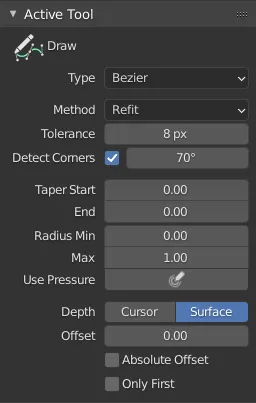 Active Tool
Draw
Type Bezier
Method Refit
Tolerance 8 px
Detect Corners 70°
Taper Start 0.00
End 0.00
Radius Min 0.00
Max 1.00
Use Pressure
Depth Cursor Surface
Offset 0.00
Absolute Offset
Only First